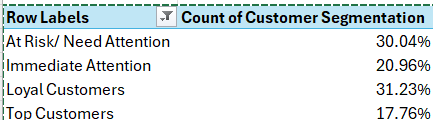 Row Labels Count of Customer Segmentation
At Risk/ Need Attention 30.04%
Immediate Attention 20.96%
Loyal Customers 31.23%
Top Customers 17.76%